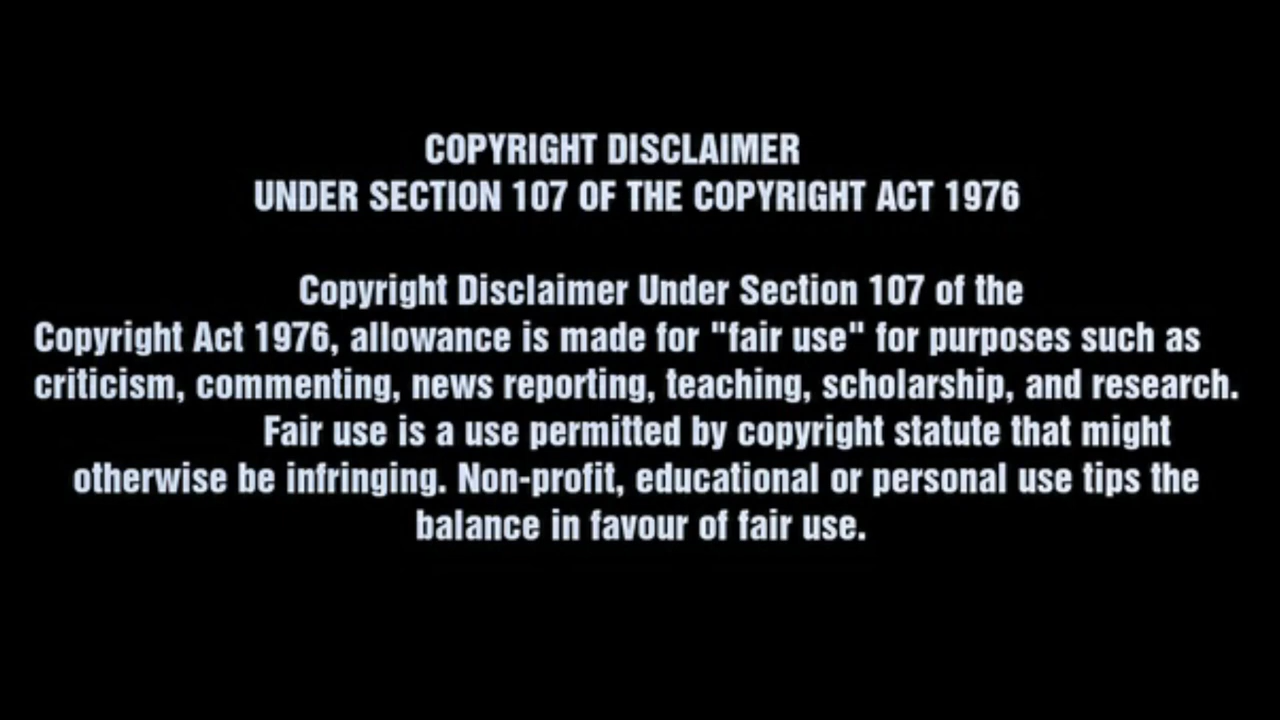 COPYRIGHT DISCLAIMER
UNDER SECTION 107 OF THE COPYRIGHT ACT 1976
Copyright Disclaimer Under Section 107 of the
Copyright Act 1976, allowance is made for "fair use" for purposes such as
criticism, commenting, news reporting, teaching, scholarship, and research.
Fair use is a use permitted by copyright statute that might
otherwise be infringing. Non-profit, educational or personal use tips the
balance in favour of fair use.